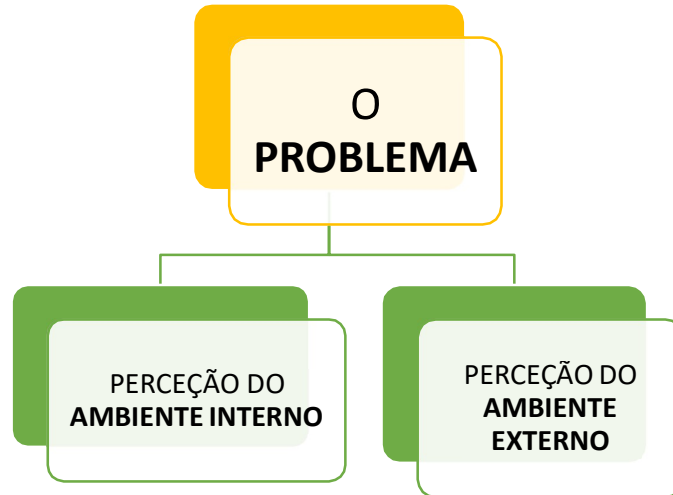 O
PROBLEMA
PERCEÇÃO DO
AMBIENTE INTERNO
PERCEÇÃO DO
AMBIENTE
EXTERNO